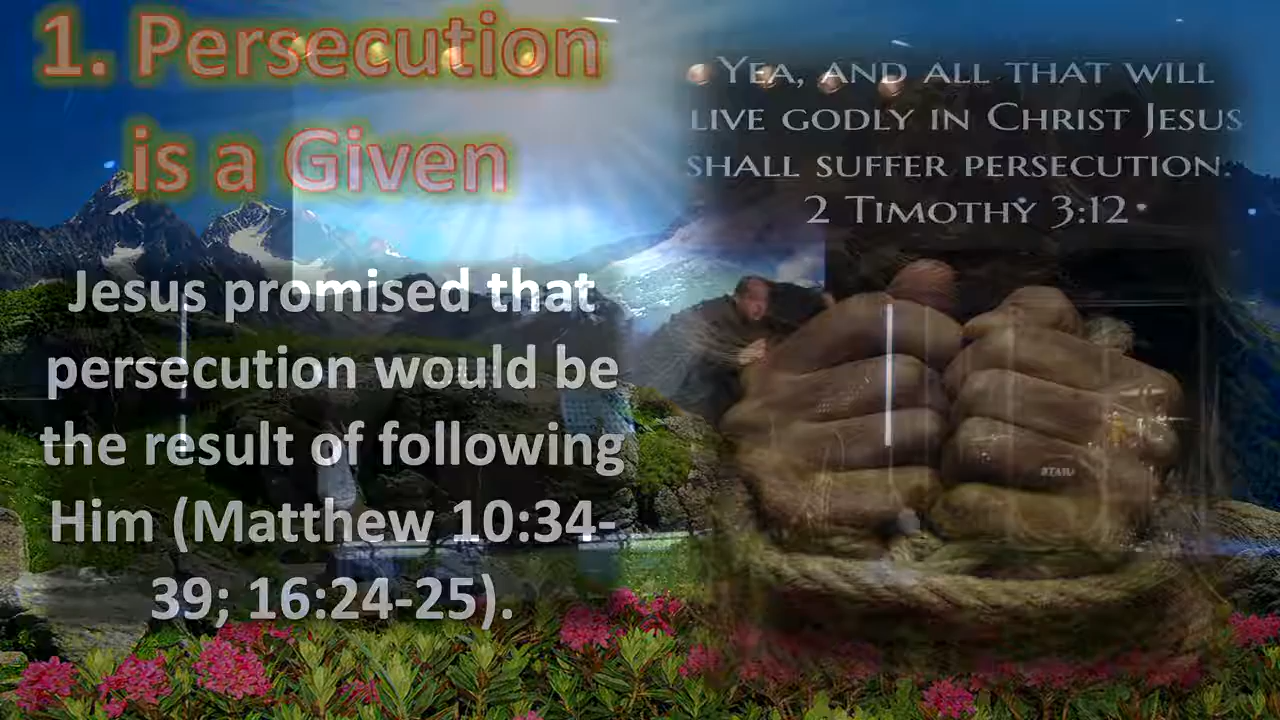 1. Persecution
is a Given
Jesus promised that
persecution would be
the result of following
Him (Matthew 10:34-
39; 16:24-25).
Yea, and all that will
live godly in Christ Jesus
shall suffer persecution.
2 Timothy 3:12